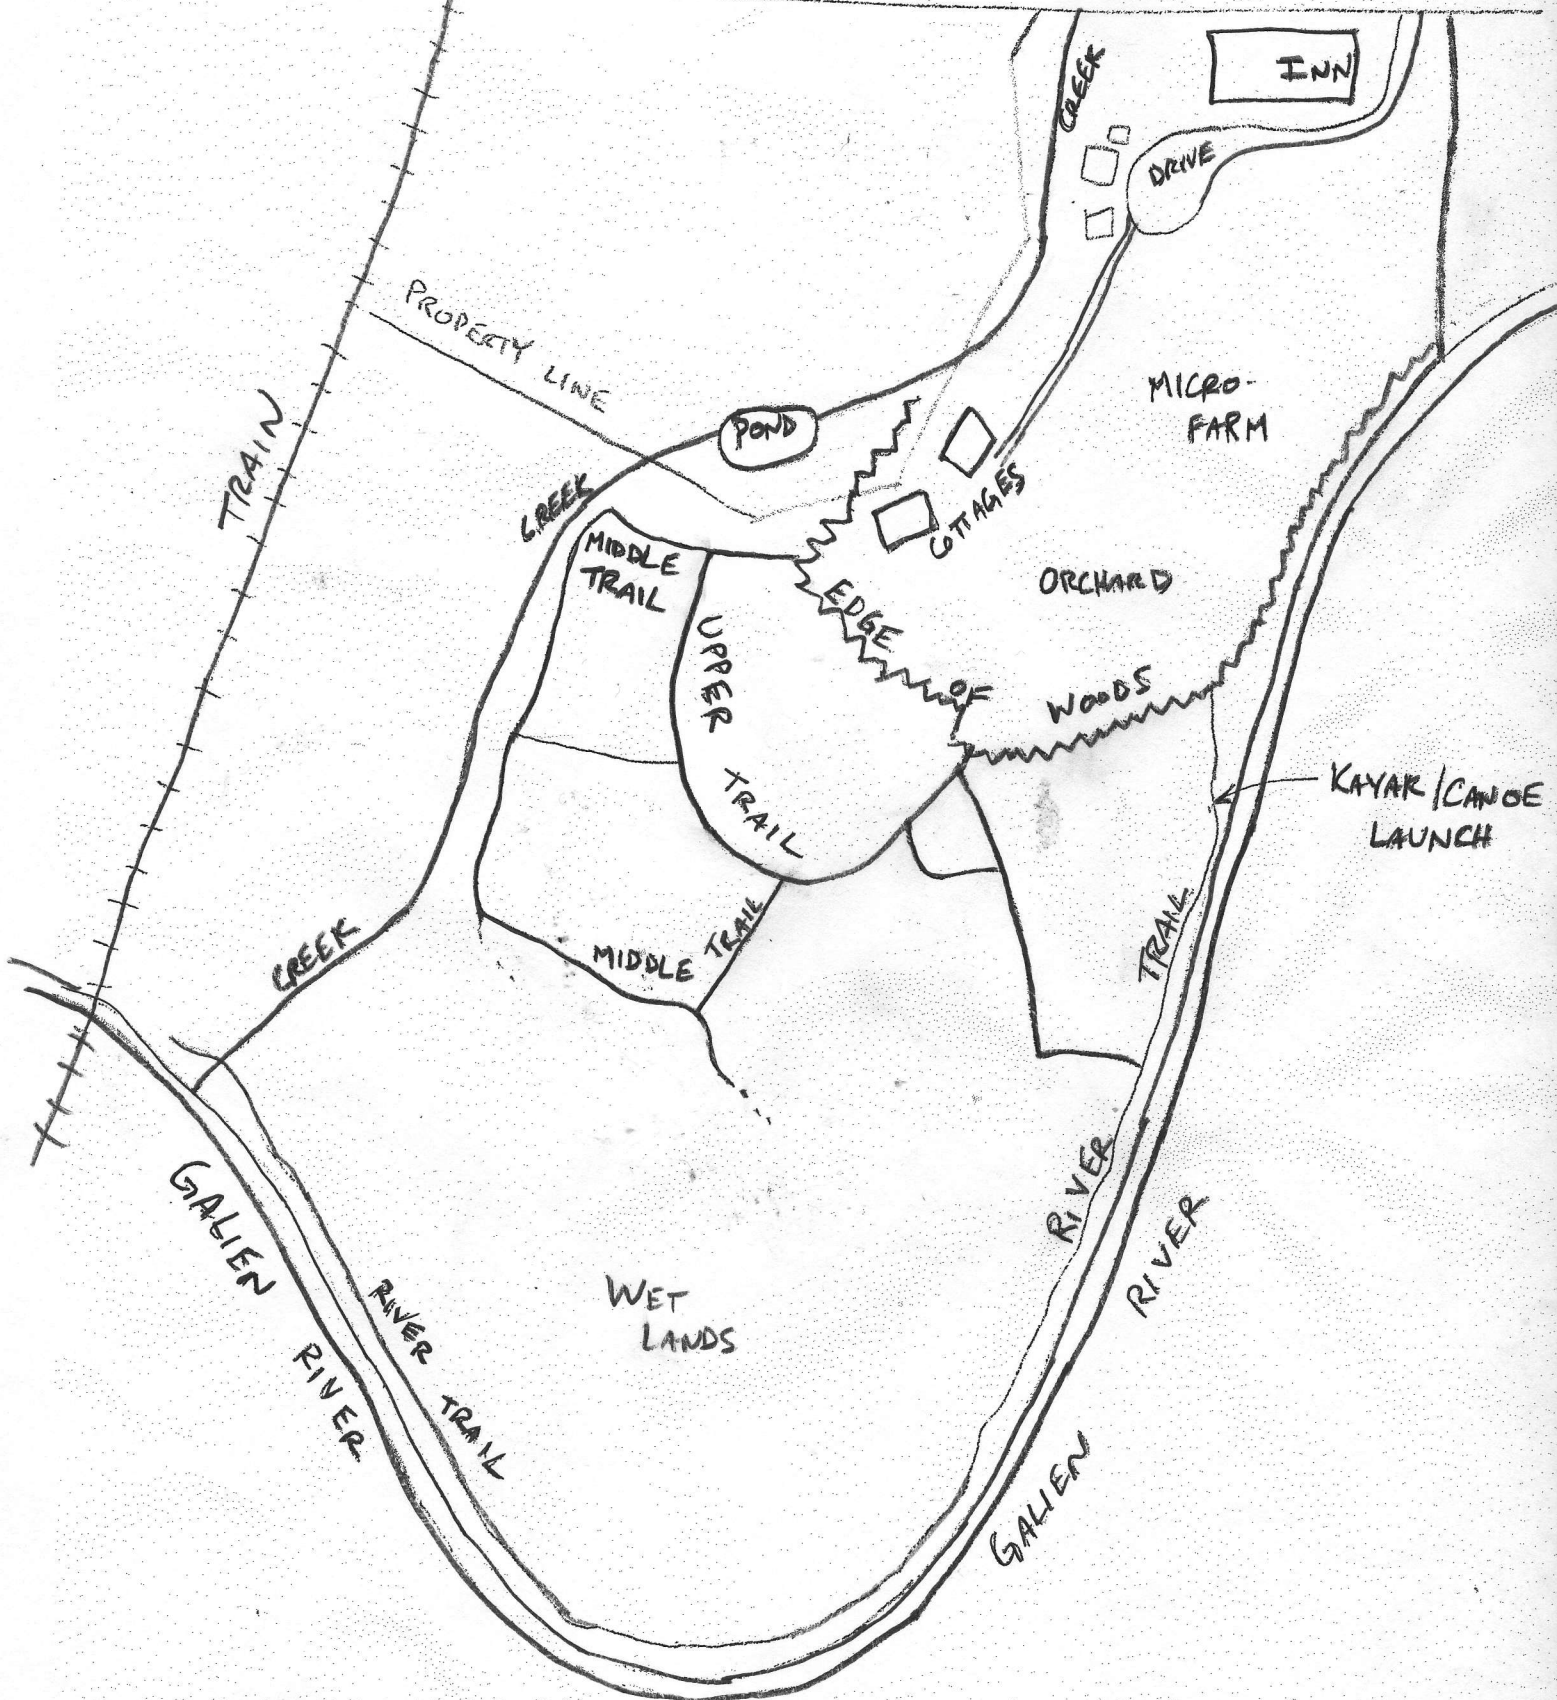 INN
CREEK
DRIVE
PROPERTY LINE
MICRO-
FARM
TRAIN
POND
COTTAGES
CREEK
MIDDLE
TRAIL
ORCHARD
EDGE OF WOODS
UPPER TRAIL
KAYAK/CANOE
LAUNCH
CREEK
MIDDLE TRAIL
RIVER TRAIL
GALIEN RIVER
WET
LANDS
RIVER TRAIL
GALIEN RIVER